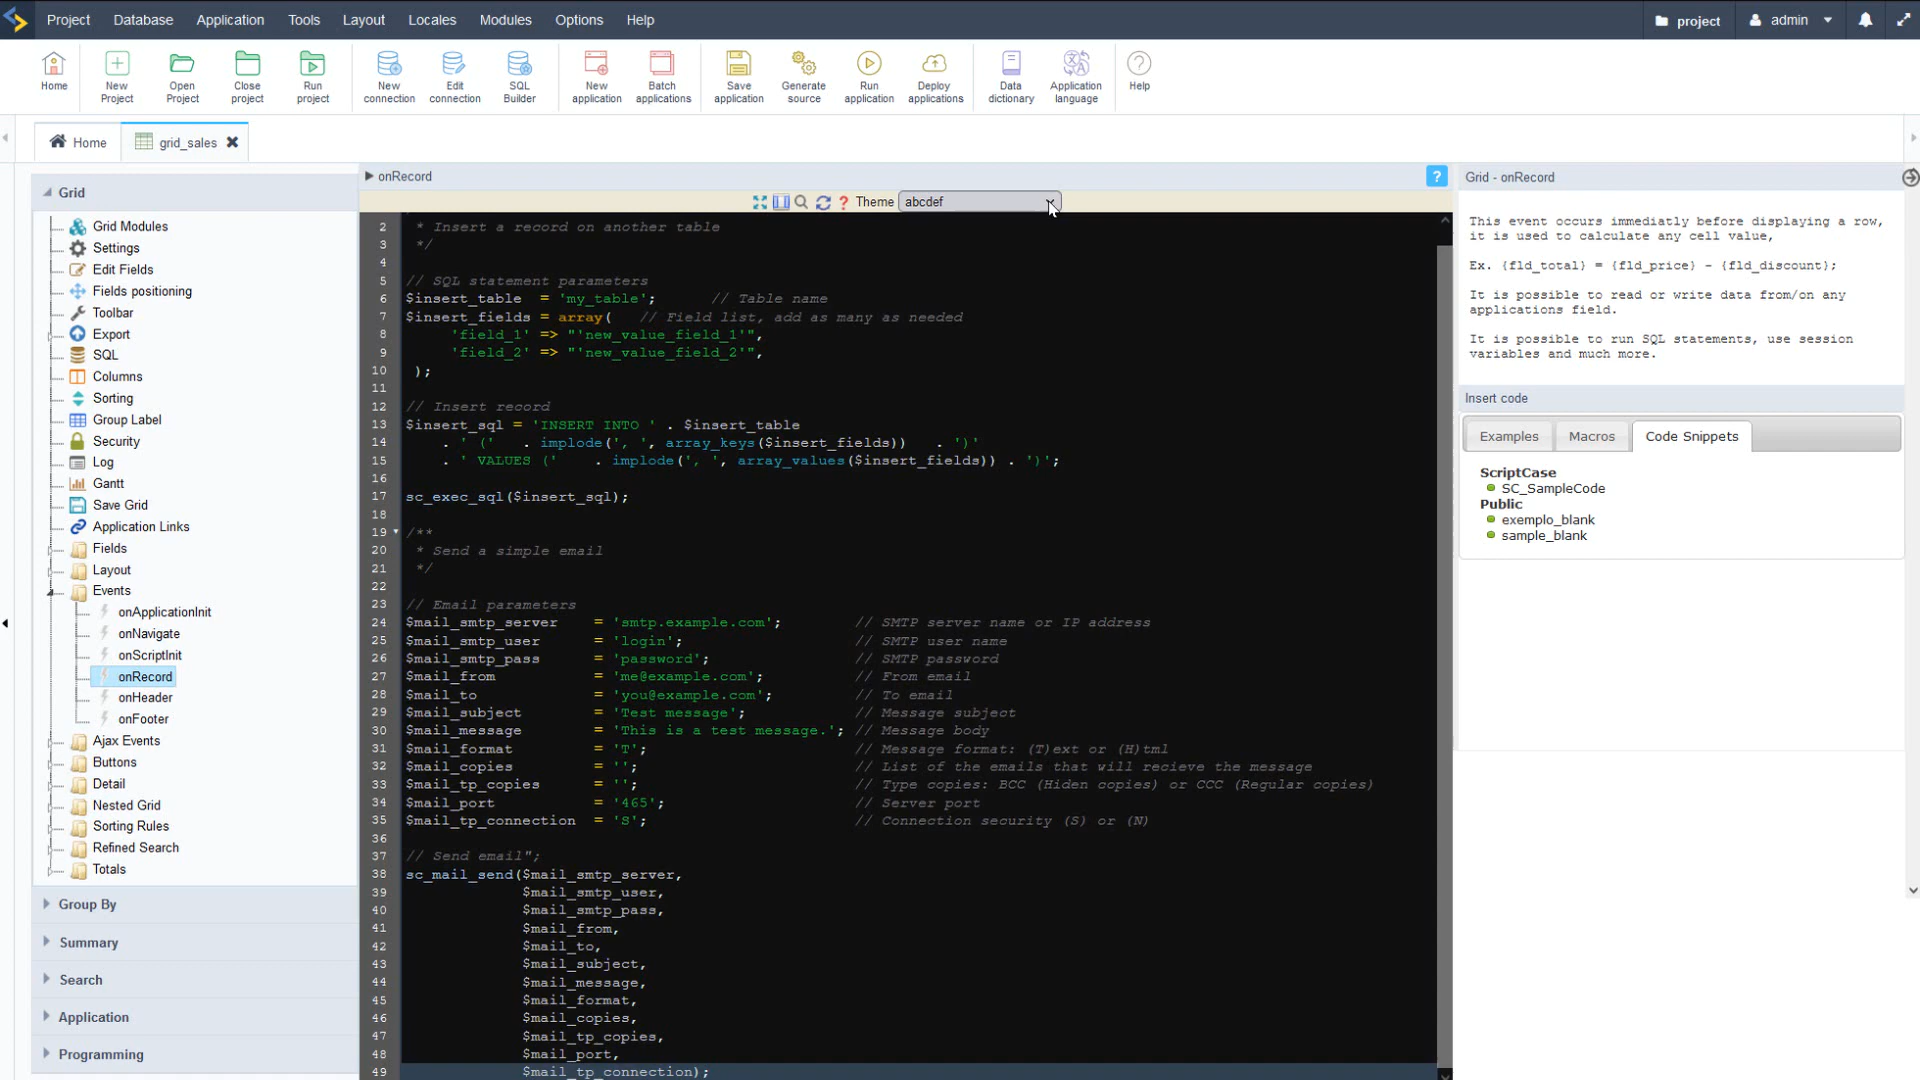 Project Database Application Tools Layout Locales Modules Options Help project admin
Home New Project Open Project Close project Run project New connection Edit connection SQL Builder New application Batch applications Save application Generate source Run application Deploy applications Data dictionary Application language Help
Home grid_sales
Grid
Grid Modules
Settings
Edit Fields
Fields positioning
Toolbar
Export
SQL
Columns
Sorting
Group Label
Security
Log
Gantt
Save Grid
Application Links
Fields
Layout
Events
onApplicationInit
onNavigate
onScriptInit
onRecord
onHeader
onFooter
Ajax Events
Buttons
Detail
Nested Grid
Sorting Rules
Refined Search
Totals
Group By
Summary
Search
Application
Programming
onRecord ?
? Theme abcdef
2 * Insert a record on another table
3 */
4
5 // SQL statement parameters
6 $insert_table  = 'my_table';      // Table name
7 $insert_fields = array(   // Field list, add as many as needed
8      'field_1' => "'new_value_field_1'",
9      'field_2' => "'new_value_field_2'",
10 );
11
12 // Insert record
13 $insert_sql = 'INSERT INTO ' . $insert_table
14     . ' ('   . implode(', ', array_keys($insert_fields))   . ')'
15     . ' VALUES ('    . implode(', ', array_values($insert_fields)) . ')';
16
17 sc_exec_sql($insert_sql);
18
19 /**
20 * Send a simple email
21 */
22
23 // Email parameters
24 $mail_smtp_server    = 'smtp.example.com';        // SMTP server name or IP address
25 $mail_smtp_user      = 'login';                   // SMTP user name
26 $mail_smtp_pass      = 'password';                // SMTP password
27 $mail_from           = 'me@example.com';          // From email
28 $mail_to             = 'you@example.com';         // To email
29 $mail_subject        = 'Test message';            // Message subject
30 $mail_message        = 'This is a test message.'; // Message body
31 $mail_format         = 'T';                       // Message format: (T)ext or (H)tml
32 $mail_copies         = '';                        // List of the emails that will recieve the message
33 $mail_tp_copies      = '';                        // Type copies: BCC (Hiden copies) or CCC (Regular copies)
34 $mail_port           = '465';                     // Server port
35 $mail_tp_connection  = 'S';                       // Connection security (S) or (N)
36
37 // Send email";
38 sc_mail_send($mail_smtp_server,
39              $mail_smtp_user,
40              $mail_smtp_pass,
41              $mail_from,
42              $mail_to,
43              $mail_subject,
44              $mail_message,
45              $mail_format,
46              $mail_copies,
47              $mail_tp_copies,
48              $mail_port,
49              $mail_tp_connection);
Grid - onRecord
This event occurs immediatly before displaying a row,
it is used to calculate any cell value,
Ex. {fld_total} = {fld_price} - {fld_discount};
It is possible to read or write data from/on any
applications field.
It is possible to run SQL statements, use session
variables and much more.
Insert code
Examples Macros Code Snippets
ScriptCase
SC_SampleCode
Public
exemplo_blank
sample_blank